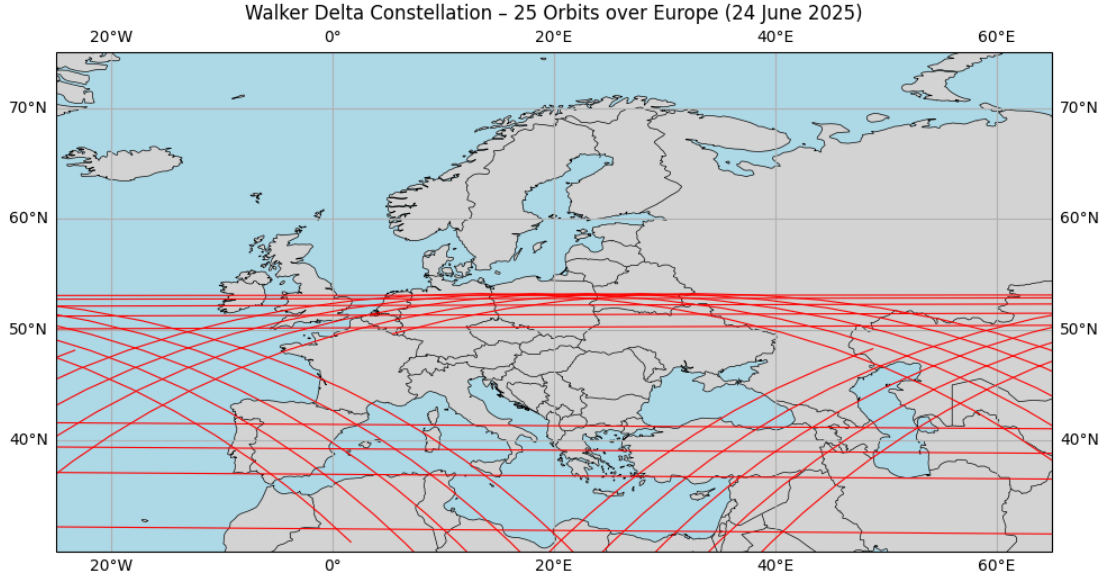 Walker Delta Constellation – 25 Orbits over Europe (24 June 2025)
20°W 0° 20°E 40°E 60°E
70°N 70°N
60°N 60°N
50°N 50°N
40°N 40°N
20°W 0° 20°E 40°E 60°E